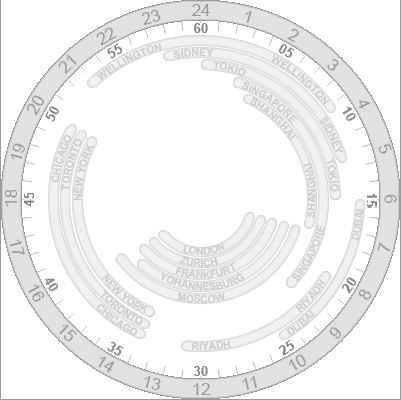 24
1
2
3
4
5
6
7
8
9
10
11
12
13
14
15
16
17
18
19
20
21
22
23
60
05
10
15
20
25
30
35
40
45
50
55
WELLINGTON
WELLINGTON
SIDNEY
SIDNEY
TOKIO
TOKIO
SINGAPORE
SINGAPORE
SHANGHAI
SHANGHAI
CHICAGO
TORONTO
NEW YORK
NEW YORK
TORONTO
CHICAGO
LONDON
ZURICH
FRANKFURT
YOHANNESBURG
MOSCOW
DUBAI
RIYADH
DUBAI
RIYADH